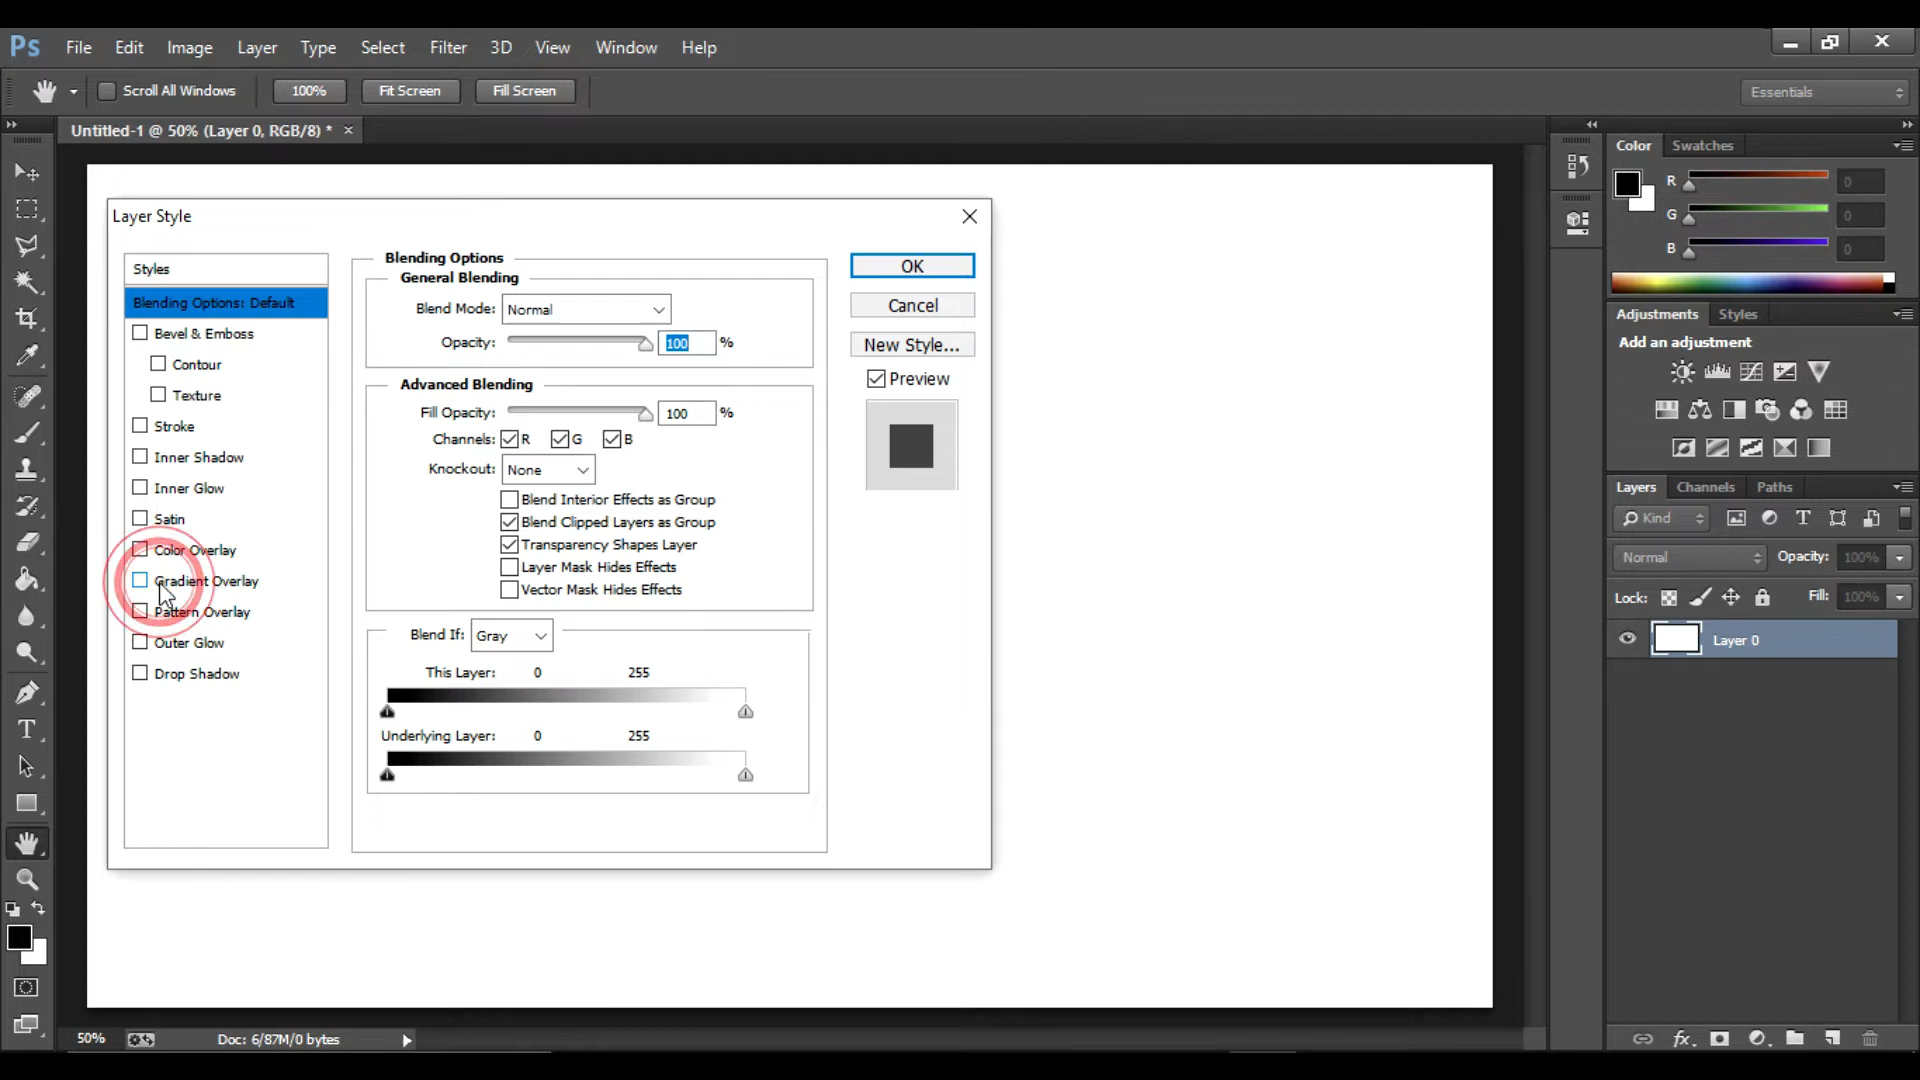 Ps File Edit Image Layer Type Select Filter 3D View Window Help
Scroll All Windows 100% Fit Screen Fill Screen Essentials
Untitled-1 @ 50% (Layer 0, RGB/8) * ×
Color Swatches
R 0
G 0
B 0
Adjustments Styles
Add an adjustment
Layers Channels Paths
Kind
Normal Opacity: 100%
Lock: Fill: 100%
Layer 0
Layer Style
Styles
Blending Options: Default
Bevel & Emboss
Contour
Texture
Stroke
Inner Shadow
Inner Glow
Satin
Color Overlay
Gradient Overlay
Pattern Overlay
Outer Glow
Drop Shadow
Blending Options
General Blending
Blend Mode: Normal
Opacity: 100 %
Advanced Blending
Fill Opacity: 100 %
Channels: R G B
Knockout: None
Blend Interior Effects as Group
Blend Clipped Layers as Group
Transparency Shapes Layer
Layer Mask Hides Effects
Vector Mask Hides Effects
Blend If: Gray
This Layer: 0 255
Underlying Layer: 0 255
OK
Cancel
New Style...
Preview
50% Doc: 6/87M/0 bytes
fx